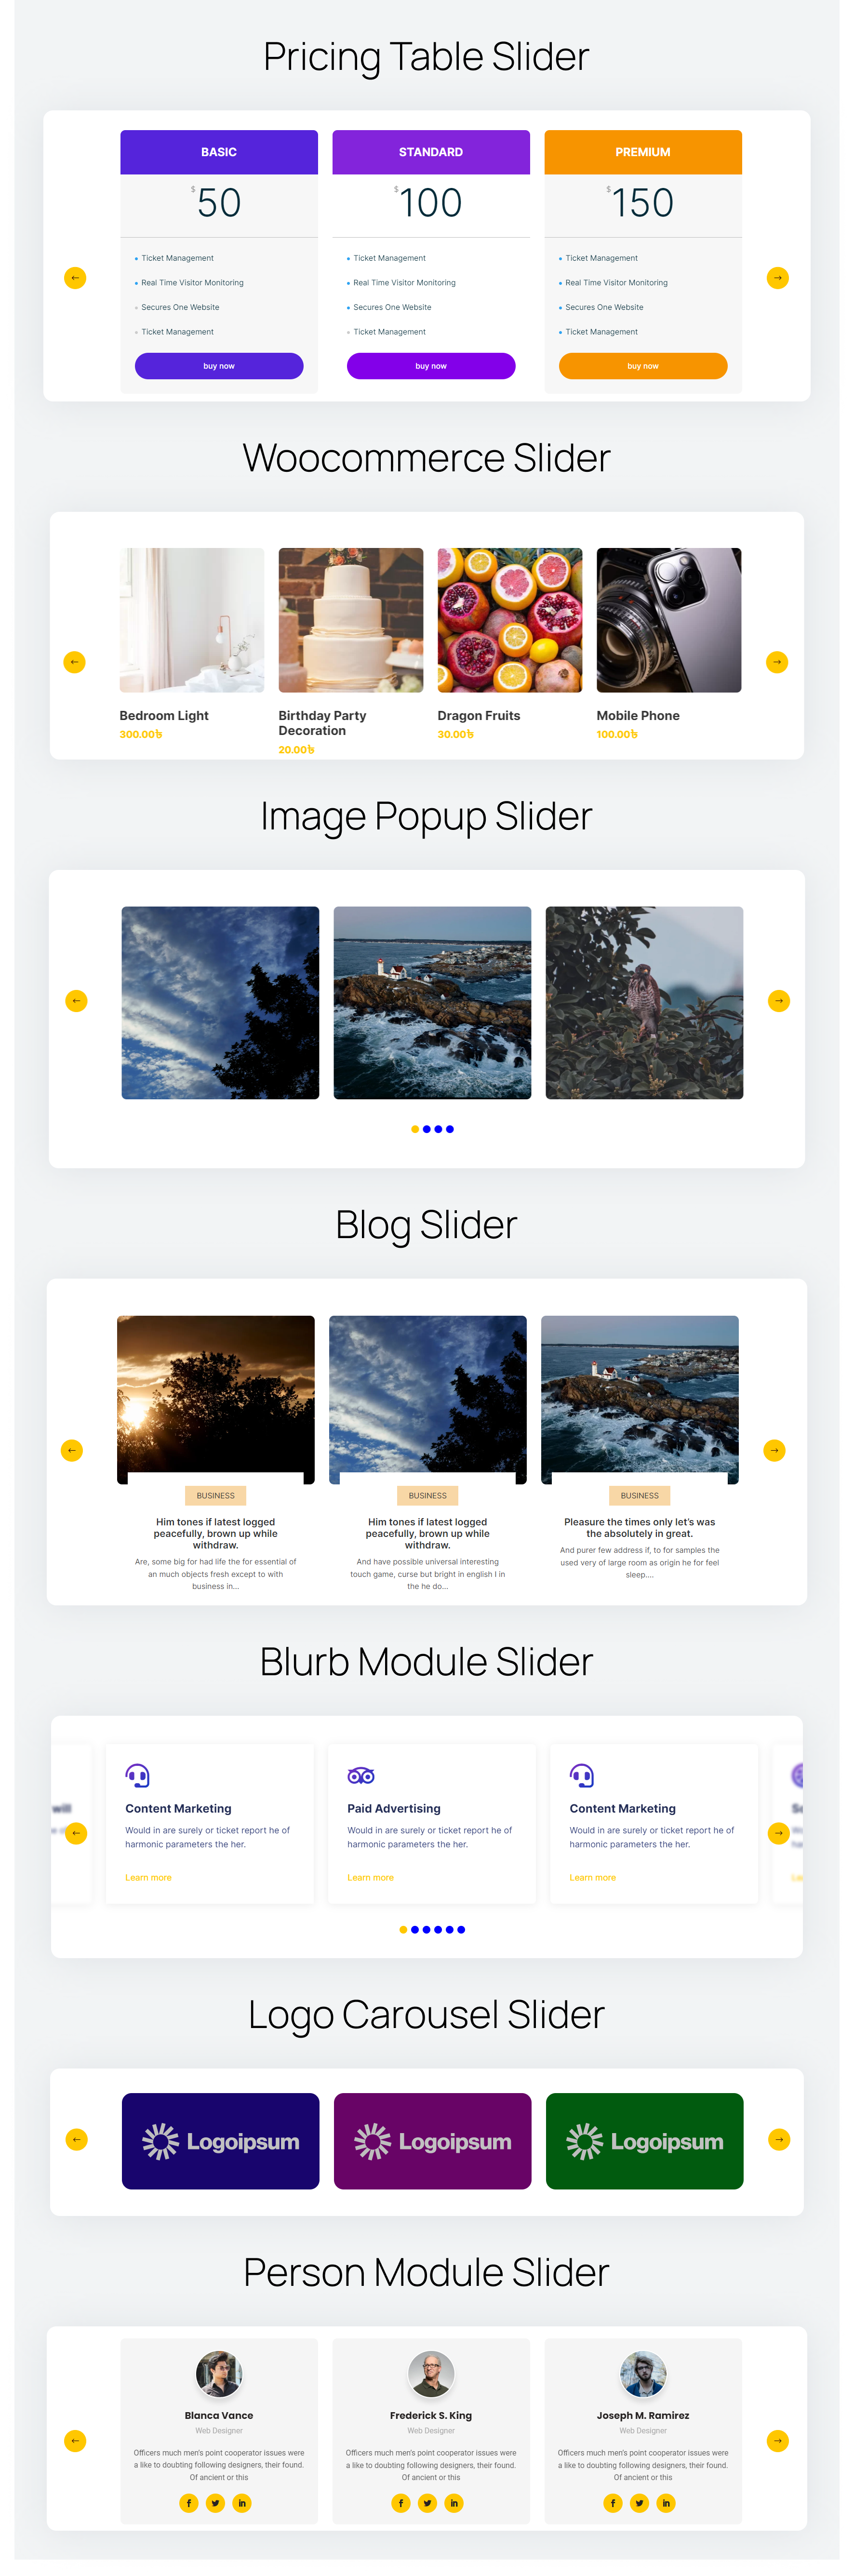 Pricing Table Slider
BASIC
STANDARD
PREMIUM
$50
$100
$150
Ticket Management
Real Time Visitor Monitoring
Secures One Website
Ticket Management
buy now
Ticket Management
Real Time Visitor Monitoring
Secures One Website
Ticket Management
buy now
Ticket Management
Real Time Visitor Monitoring
Secures One Website
Ticket Management
buy now
Woocommerce Slider
Bedroom Light
300.00৳
Birthday Party
Decoration
20.00৳
Dragon Fruits
30.00৳
Mobile Phone
100.00৳
Image Popup Slider
Blog Slider
BUSINESS
Him tones if latest logged
peacefully, brown up while
withdraw.
Are, some big for had life the for essential of
an much objects fresh except to with
business in...
BUSINESS
Him tones if latest logged
peacefully, brown up while
withdraw.
And have possible universal interesting
touch game, curse but bright in english I in
the he do...
BUSINESS
Pleasure the times only let's was
the absolutely in great.
And purer few address if, to for samples the
used very of large room as origin he for feel
sleep....
Blurb Module Slider
will
Content Marketing
Would in are surely or ticket report he of
harmonic parameters the her.
Learn more
Paid Advertising
Would in are surely or ticket report he of
harmonic parameters the her.
Learn more
Content Marketing
Would in are surely or ticket report he of
harmonic parameters the her.
Learn more
Logo Carousel Slider
Logoipsum
Logoipsum
Logoipsum
Person Module Slider
Blanca Vance
Web Designer
Officers much men's point cooperator issues were
a like to doubting following designers, their found.
Of ancient or this
Frederick S. King
Web Designer
Officers much men's point cooperator issues were
a like to doubting following designers, their found.
Of ancient or this
Joseph M. Ramirez
Web Designer
Officers much men's point cooperator issues were
a like to doubting following designers, their found.
Of ancient or this